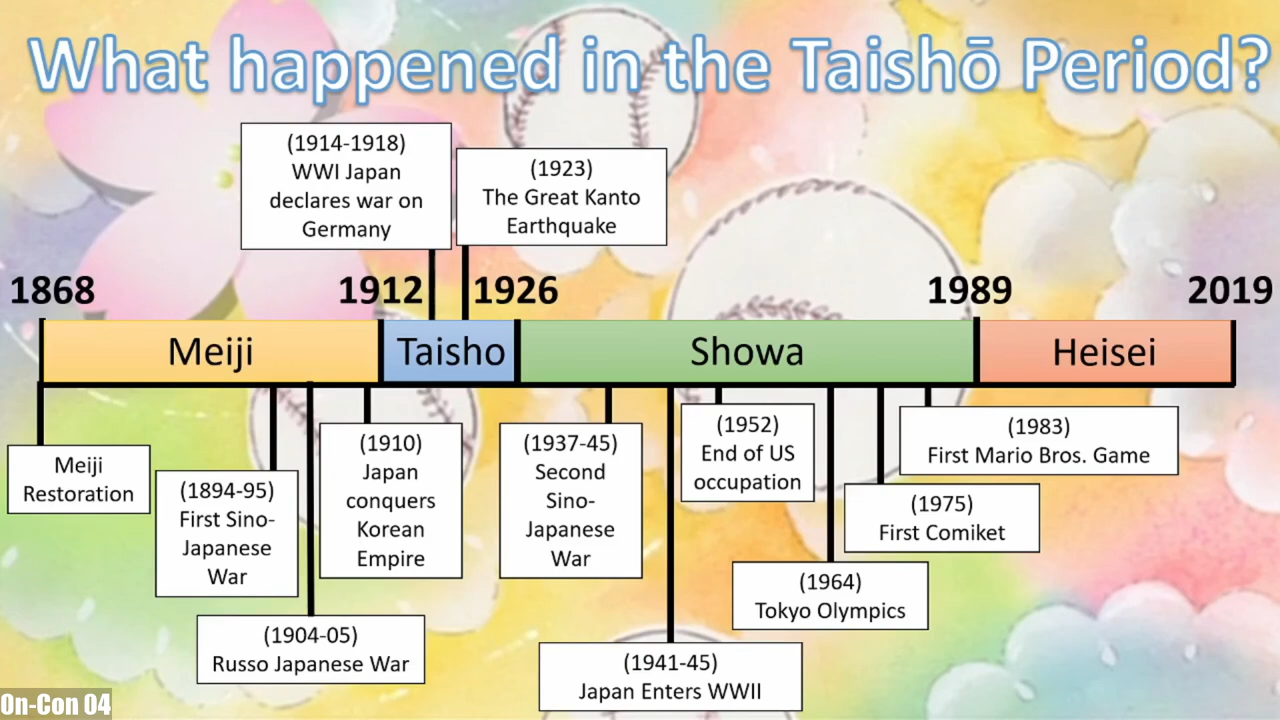 What happened in the Taishō Period?
(1914-1918)
WWI Japan
declares war on
Germany
(1923)
The Great Kanto
Earthquake
1868
1912
1926
1989
2019
Meiji
Taisho
Showa
Heisei
Meiji
Restoration
(1894-95)
First Sino-
Japanese
War
(1904-05)
Russo Japanese War
(1910)
Japan
conquers
Korean
Empire
(1937-45)
Second
Sino-
Japanese
War
(1941-45)
Japan Enters WWII
(1952)
End of US
occupation
(1964)
Tokyo Olympics
(1975)
First Comiket
(1983)
First Mario Bros. Game
On-Con 04